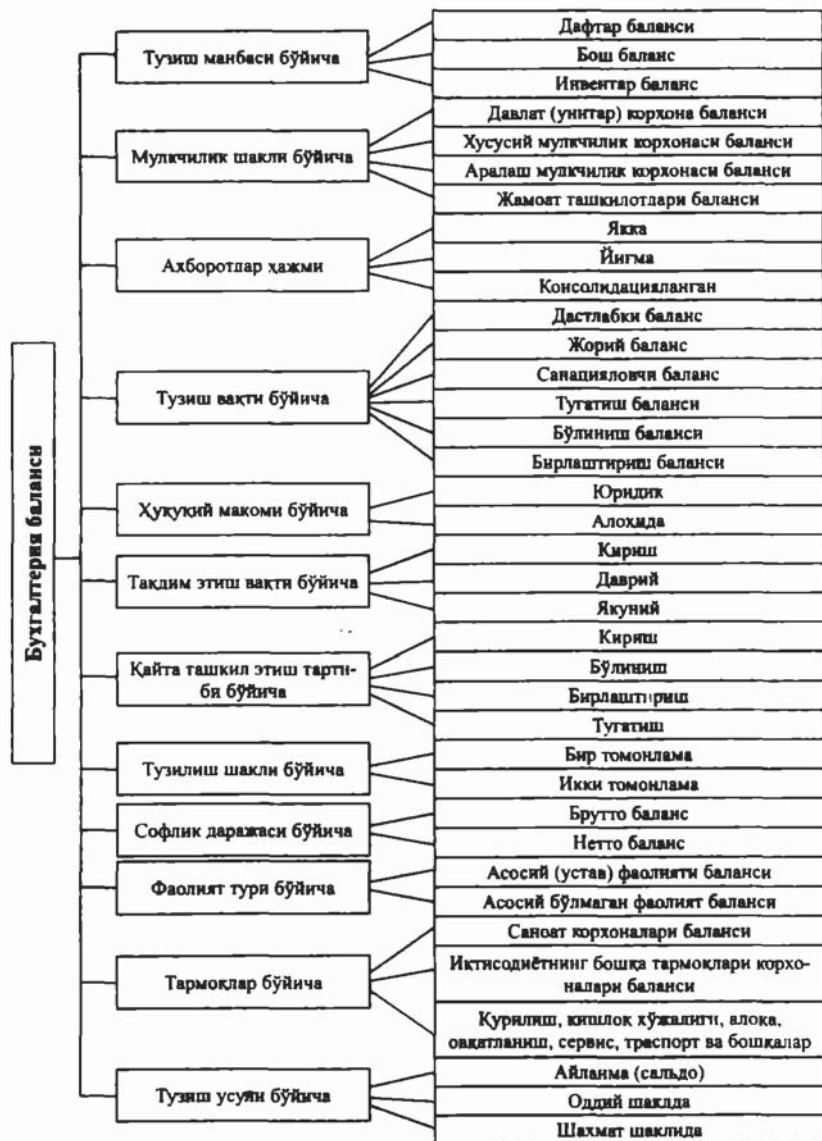 Бухгалтерия баланси
Тузиш манбаси бўйича
Дафтар баланси
Бош баланс
Инвентар баланс
Мулкчилик шакли бўйича
Давлат (унитар) корхона баланси
Хусусий мулкчилик корхонаси баланси
Аралаш мулкчилик корхонаси баланси
Жамоат ташкилотлари баланси
Ахборотлар ҳажми
Якка
Йиғма
Консолидацияланган
Тузиш вақти бўйича
Дастлабки баланс
Жорий баланс
Санацияловчи баланс
Тугатиш баланси
Бўлиниш баланси
Бирлаштириш баланси
Ҳуқуқий мақоми бўйича
Юридик
Алоҳида
Тақдим этиш вақти бўйича
Кириш
Даврий
Якуний
Қайта ташкил этиш тарти-
би бўйича
Кириш
Бўлиниш
Бирлаштириш
Тугатиш
Тузилиш шакли бўйича
Бир томонлама
Икки томонлама
Софлик даражаси бўйича
Брутто баланс
Нетто баланс
Фаолият тури бўйича
Асосий (устав) фаолияти баланси
Асосий бўлмаган фаолият баланси
Тармоқлар бўйича
Саноат корхоналари баланси
Иқтисодиётнинг бошқа тармоқлари корхо-
налари баланси
Қурилиш, қишлоқ хўжалиги, алоқа,
овқатланиш, сервис, траспорт ва бошқалар
Тузиш усули бўйича
Айланма (сальдо)
Оддий шаклда
Шахмат шаклида